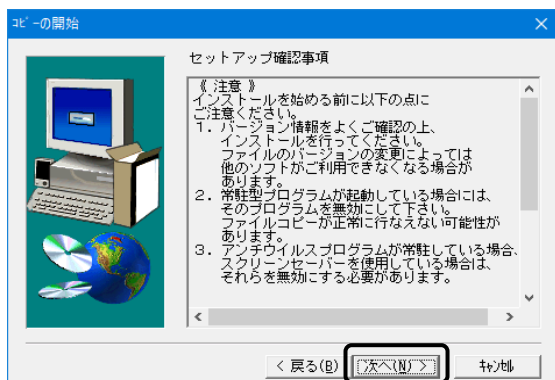 ｺﾋﾟｰの開始
セットアップ確認事項
《 注意 》
インストールを始める前に以下の点に
ご注意ください。
1. バージョン情報をよくご確認の上、
インストールを行ってください。
ファイルのバージョンの変更によっては
他のソフトがご利用できなくなる場合が
あります。
2. 常駐型プログラムが起動している場合には、
そのプログラムを無効にして下さい。
ファイルコピーが正常に行なえない可能性が
あります。
3. アンチウイルスプログラムが常駐している場合、
スクリーンセーバーを使用している場合は、
それらを無効にする必要があります。
< 戻る(B) 次へ(N) > ｷｬﾝｾﾙ